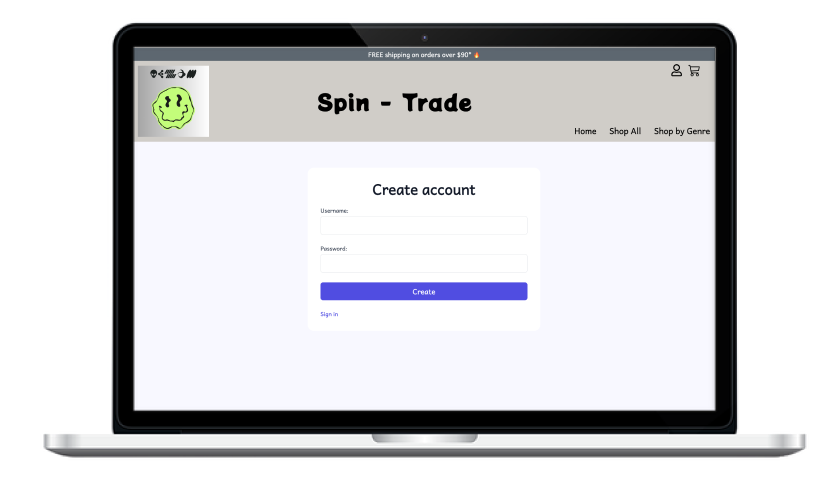 FREE shipping on orders over $90* 🔥
Spin - Trade
Home Shop All Shop by Genre
Create account
Username:
Password:
Create
Sign in